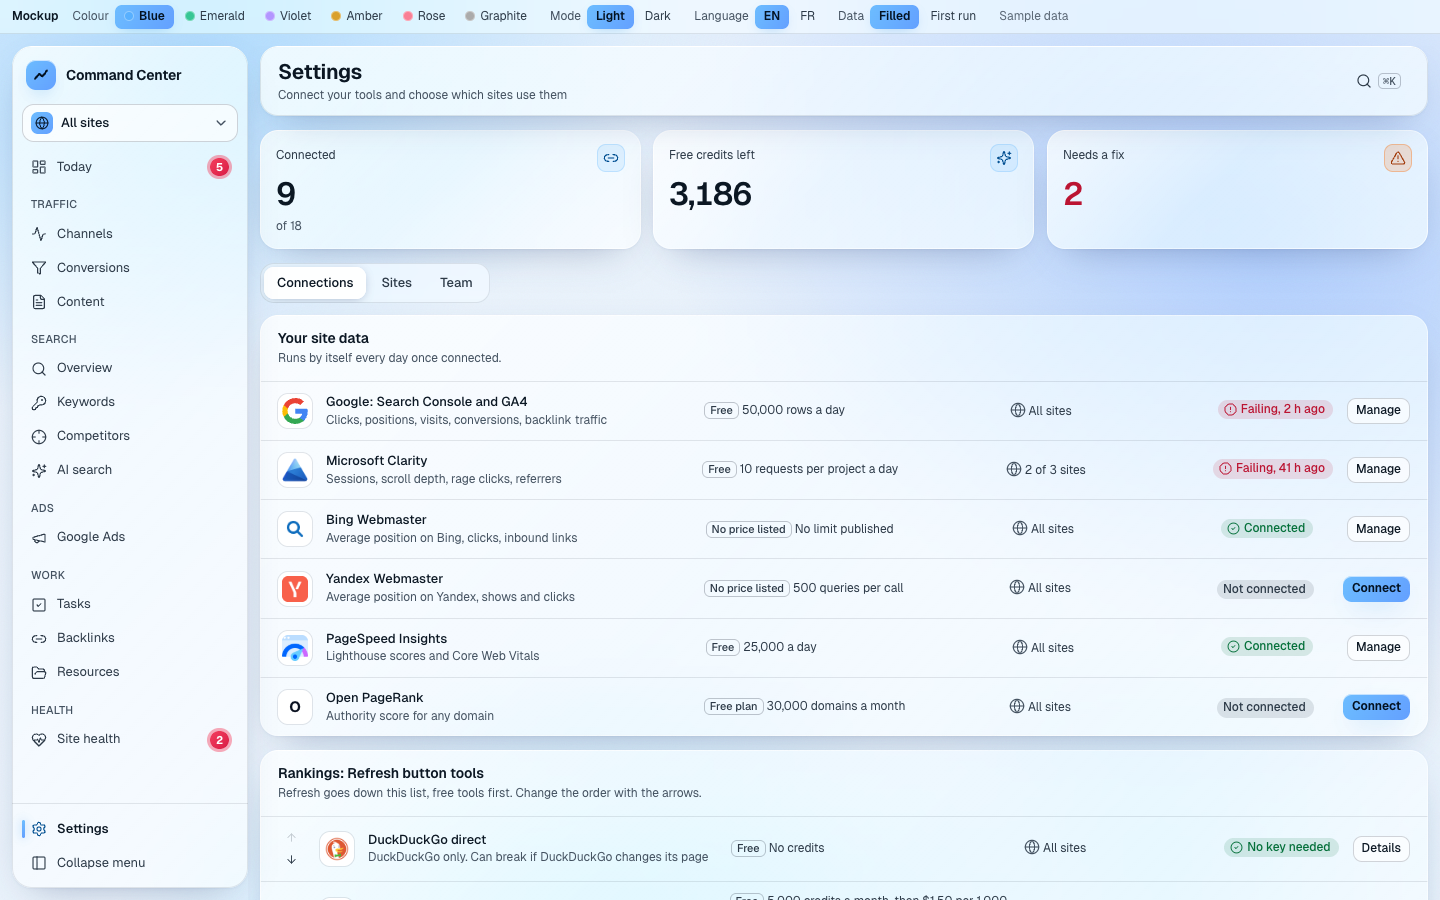 Mockup Colour Blue Emerald Violet Amber Rose Graphite Mode Light Dark Language EN FR Data Filled First run Sample data
Command Center
All sites
Today 5
TRAFFIC
Channels
Conversions
Content
SEARCH
Overview
Keywords
Competitors
AI search
ADS
Google Ads
WORK
Tasks
Backlinks
Resources
HEALTH
Site health 2
Settings
Collapse menu
Settings
Connect your tools and choose which sites use them
⌘K
Connected
9
of 18
Free credits left
3,186
Needs a fix
2
Connections Sites Team
Your site data
Runs by itself every day once connected.
Google: Search Console and GA4
Clicks, positions, visits, conversions, backlink traffic
Free 50,000 rows a day All sites Failing, 2 h ago Manage
Microsoft Clarity
Sessions, scroll depth, rage clicks, referrers
Free 10 requests per project a day 2 of 3 sites Failing, 41 h ago Manage
Bing Webmaster
Average position on Bing, clicks, inbound links
No price listed No limit published All sites Connected Manage
Yandex Webmaster
Average position on Yandex, shows and clicks
No price listed 500 queries per call All sites Not connected Connect
PageSpeed Insights
Lighthouse scores and Core Web Vitals
Free 25,000 a day All sites Connected Manage
O
Open PageRank
Authority score for any domain
Free plan 30,000 domains a month All sites Not connected Connect
Rankings: Refresh button tools
Refresh goes down this list, free tools first. Change the order with the arrows.
DuckDuckGo direct
DuckDuckGo only. Can break if DuckDuckGo changes its page
Free No credits All sites No key needed Details
Free 5,000 credits a month, then $1.50 per 1,000